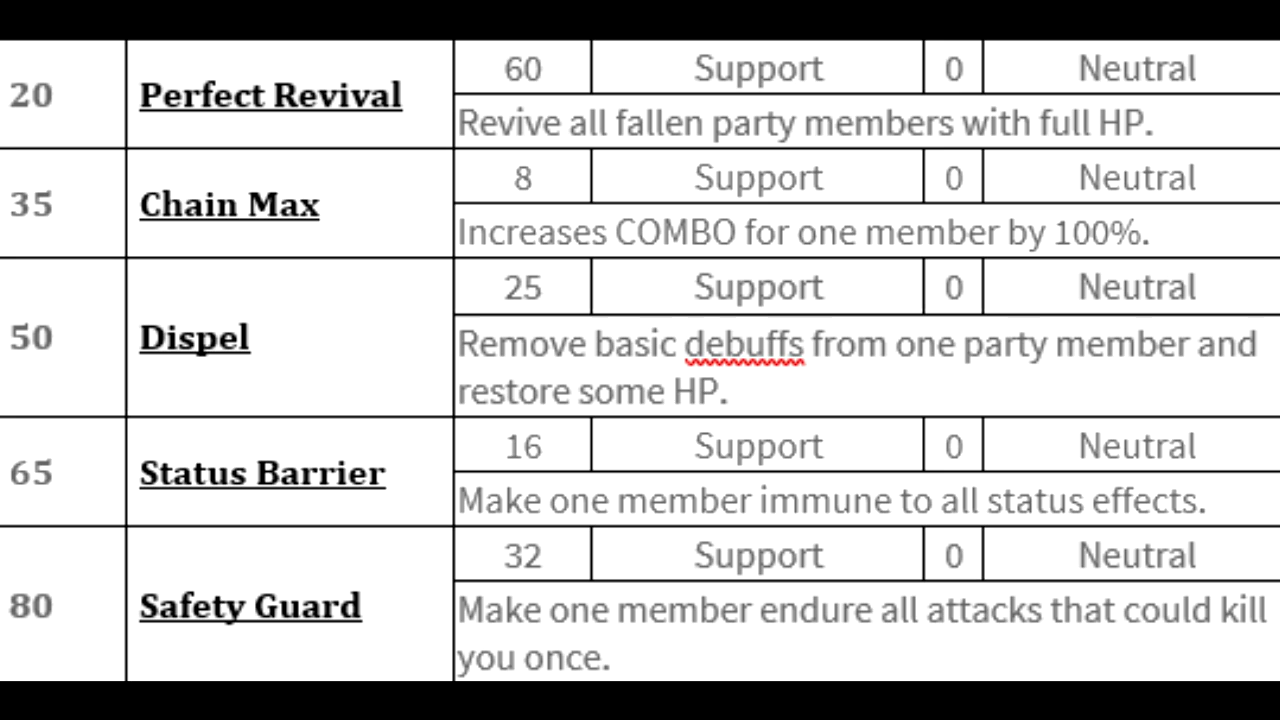 20 Perfect Revival 60 Support 0 Neutral
Revive all fallen party members with full HP.
35 Chain Max 8 Support 0 Neutral
Increases COMBO for one member by 100%.
50 Dispel 25 Support 0 Neutral
Remove basic debuffs from one party member and
restore some HP.
65 Status Barrier 16 Support 0 Neutral
Make one member immune to all status effects.
80 Safety Guard 32 Support 0 Neutral
Make one member endure all attacks that could kill
you once.